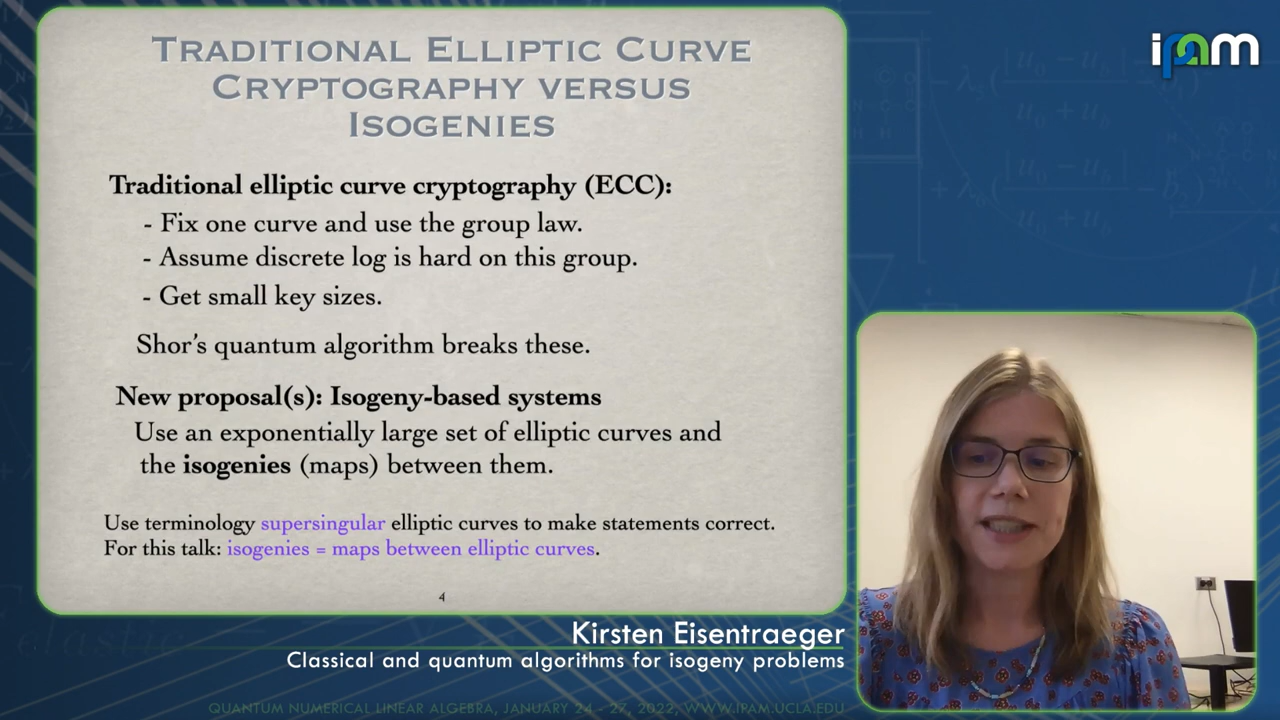 TRADITIONAL ELLIPTIC CURVE
CRYPTOGRAPHY VERSUS
ISOGENIES
Traditional elliptic curve cryptography (ECC):
- Fix one curve and use the group law.
- Assume discrete log is hard on this group.
- Get small key sizes.
Shor's quantum algorithm breaks these.
New proposal(s): Isogeny-based systems
Use an exponentially large set of elliptic curves and
the isogenies (maps) between them.
Use terminology supersingular elliptic curves to make statements correct.
For this talk: isogenies = maps between elliptic curves.
4
ipam
Kirsten Eisentraeger
Classical and quantum algorithms for isogeny problems
QUANTUM NUMERICAL LINEAR ALGEBRA, JANUARY 24 - 27, 2022, WWW.IPAM.UCLA.EDU